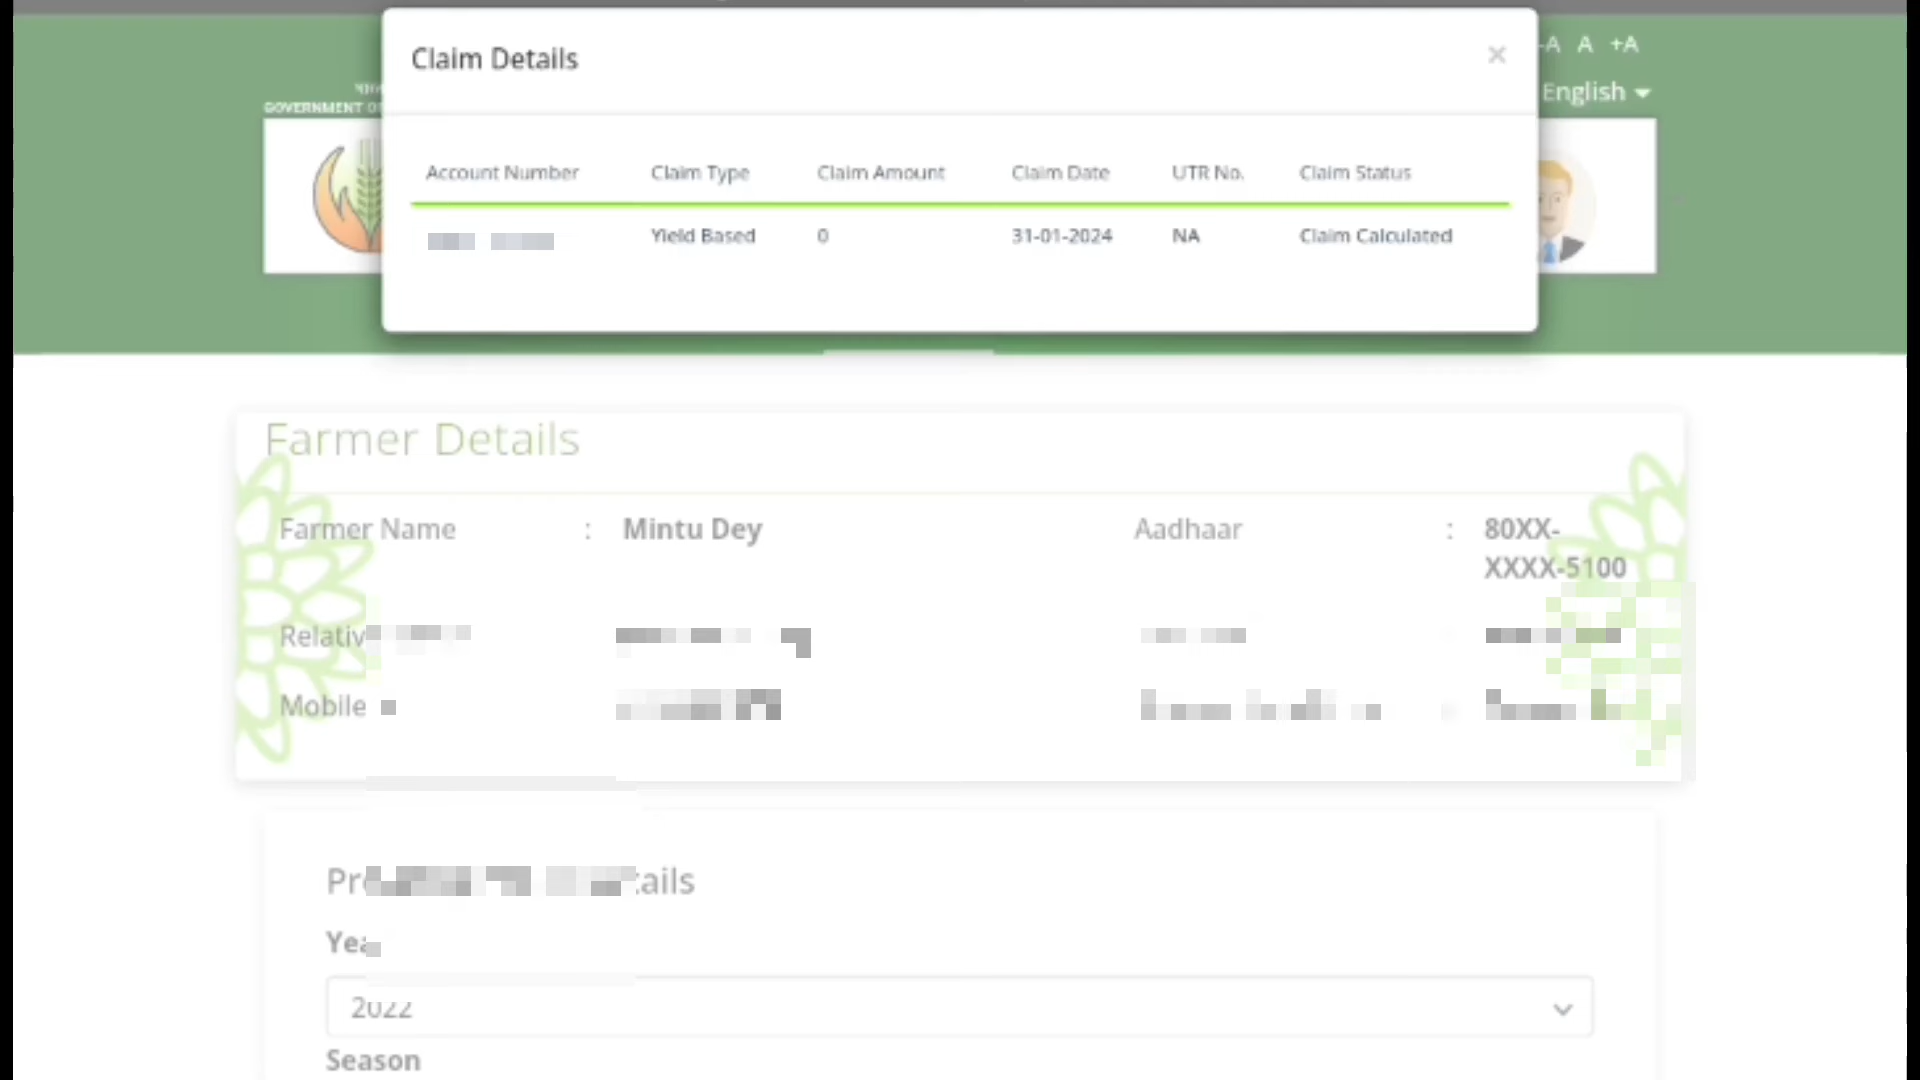 Claim Details ×
-A A +A
English
GOVERNMENT
Account Number Claim Type Claim Amount Claim Date UTR No. Claim Status
Yield Based 0 31-01-2024 NA Claim Calculated
Farmer Details
Farmer Name : Mintu Dey Aadhaar : 80XX-
XXXX-5100
Mobile
2022
Season